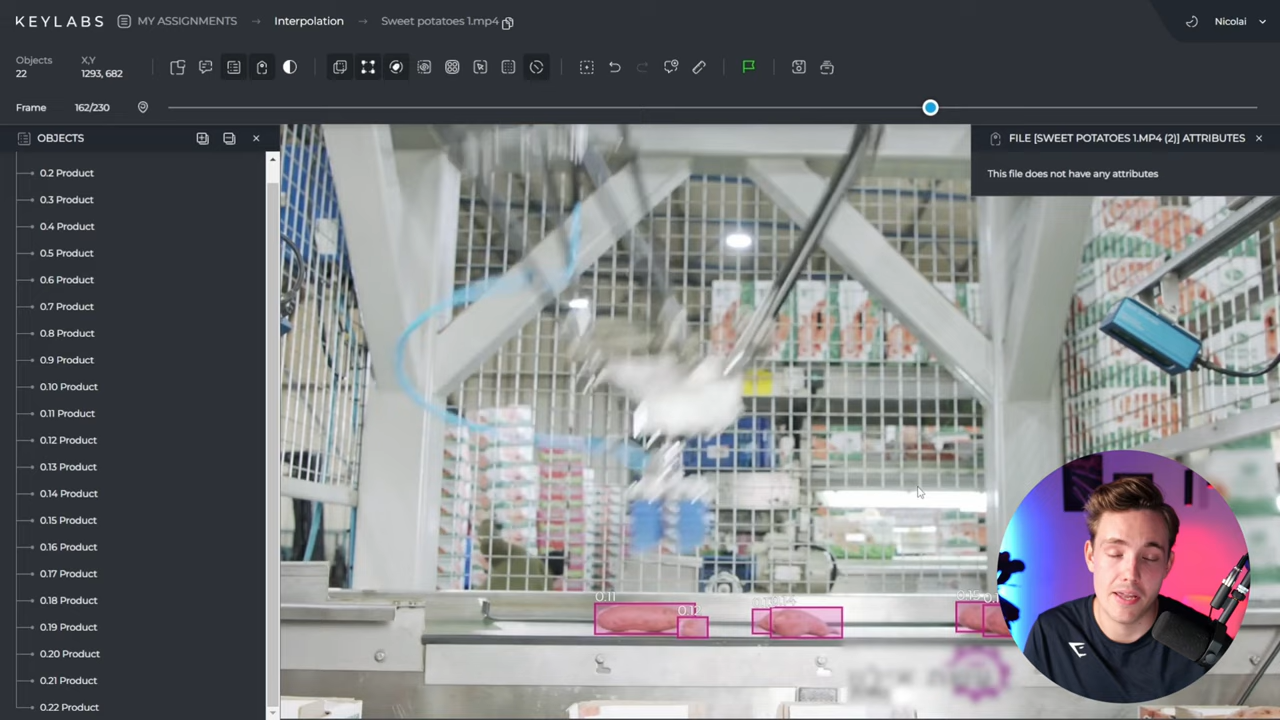 KEYLABS
MY ASSIGNMENTS → Interpolation → Sweet potatoes 1.mp4
Nicolai
Objects
22
X,Y
1293, 682
Frame 162/230
OBJECTS
0.2 Product
0.3 Product
0.4 Product
0.5 Product
0.6 Product
0.7 Product
0.8 Product
0.9 Product
0.10 Product
0.11 Product
0.12 Product
0.13 Product
0.14 Product
0.15 Product
0.16 Product
0.17 Product
0.18 Product
0.19 Product
0.20 Product
0.21 Product
0.22 Product
FILE [SWEET POTATOES 1.MP4 (2)] ATTRIBUTES
This file does not have any attributes
0.11